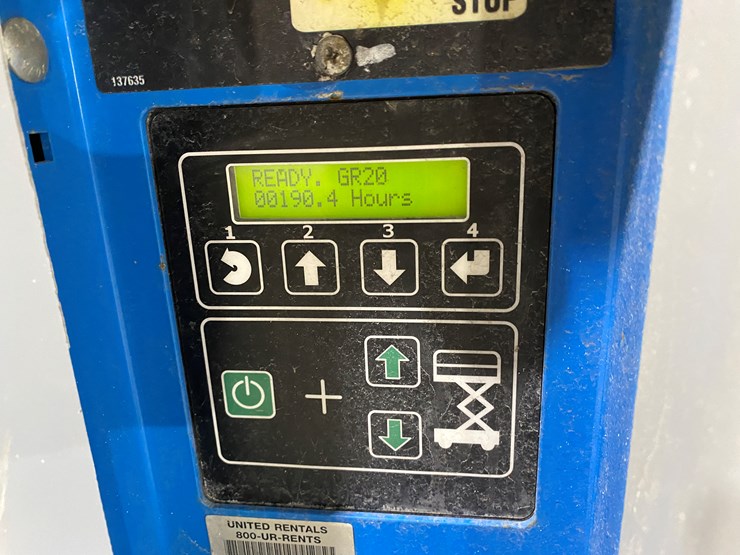 STOP
137635
READY. GR20
00190.4 Hours
1 2 3 4
UNITED RENTALS
800-UR-RENTS